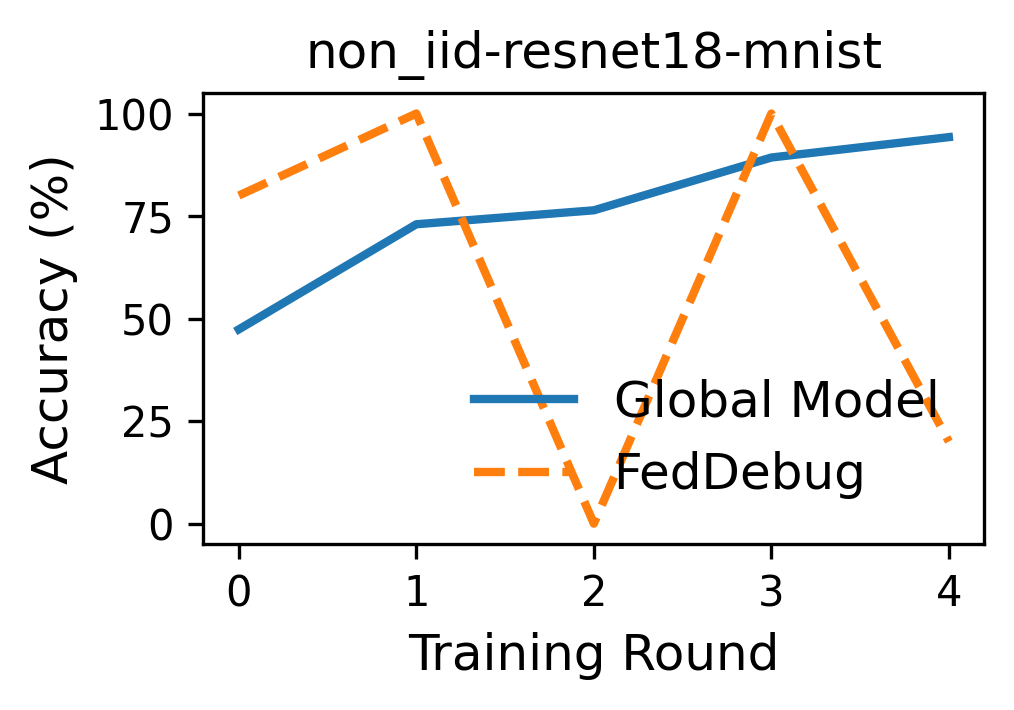 non_iid-resnet18-mnist
Accuracy (%)
100
75
50
25
0
Global Model
FedDebug
0 1 2 3 4
Training Round